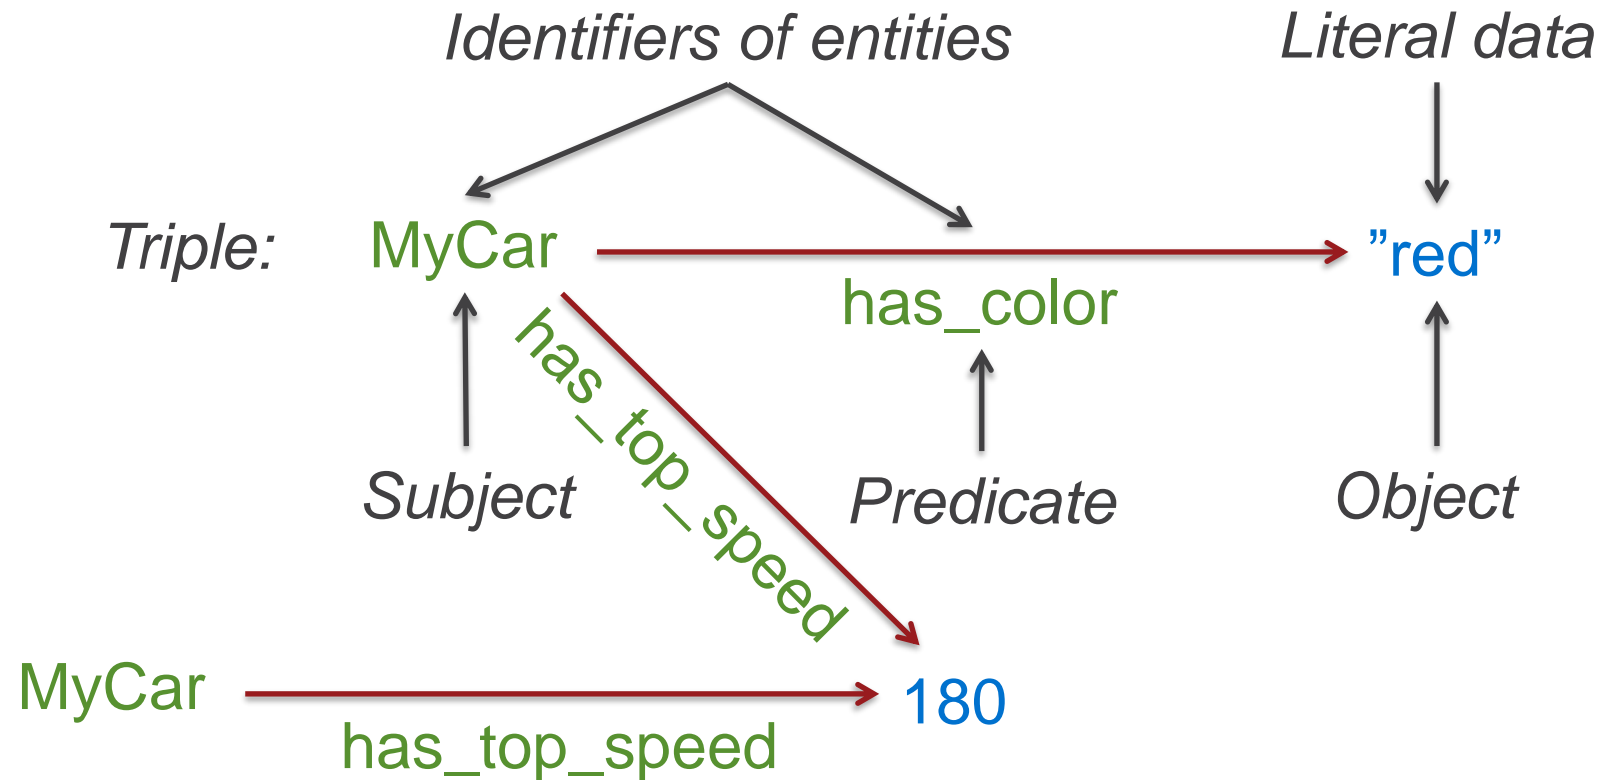 Identifiers of entities
Literal data
Triple:
MyCar
”red”
has_color
has_top_speed
Subject
Predicate
Object
MyCar
180
has_top_speed